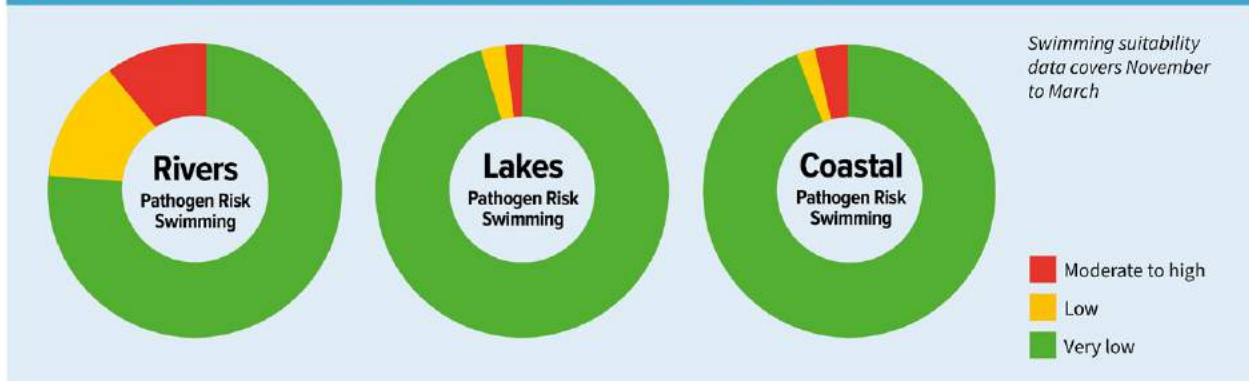 Rivers
Pathogen Risk
Swimming
Lakes
Pathogen Risk
Swimming
Coastal
Pathogen Risk
Swimming
Swimming suitability
data covers November
to March
Moderate to high
Low
Very low